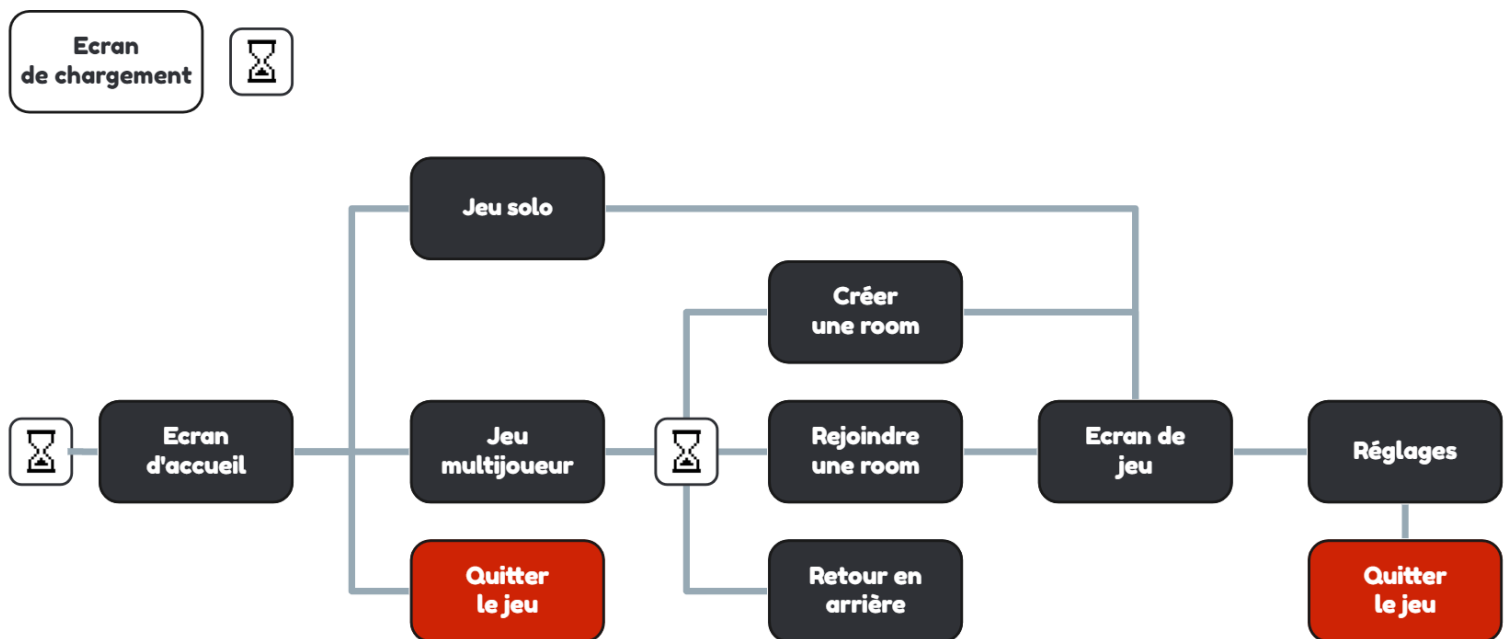 Ecran
de chargement
Jeu solo
Créer
une room
Ecran
d'accueil
Jeu
multijoueur
Rejoindre
une room
Ecran de
jeu
Réglages
Quitter
le jeu
Retour en
arrière
Quitter
le jeu